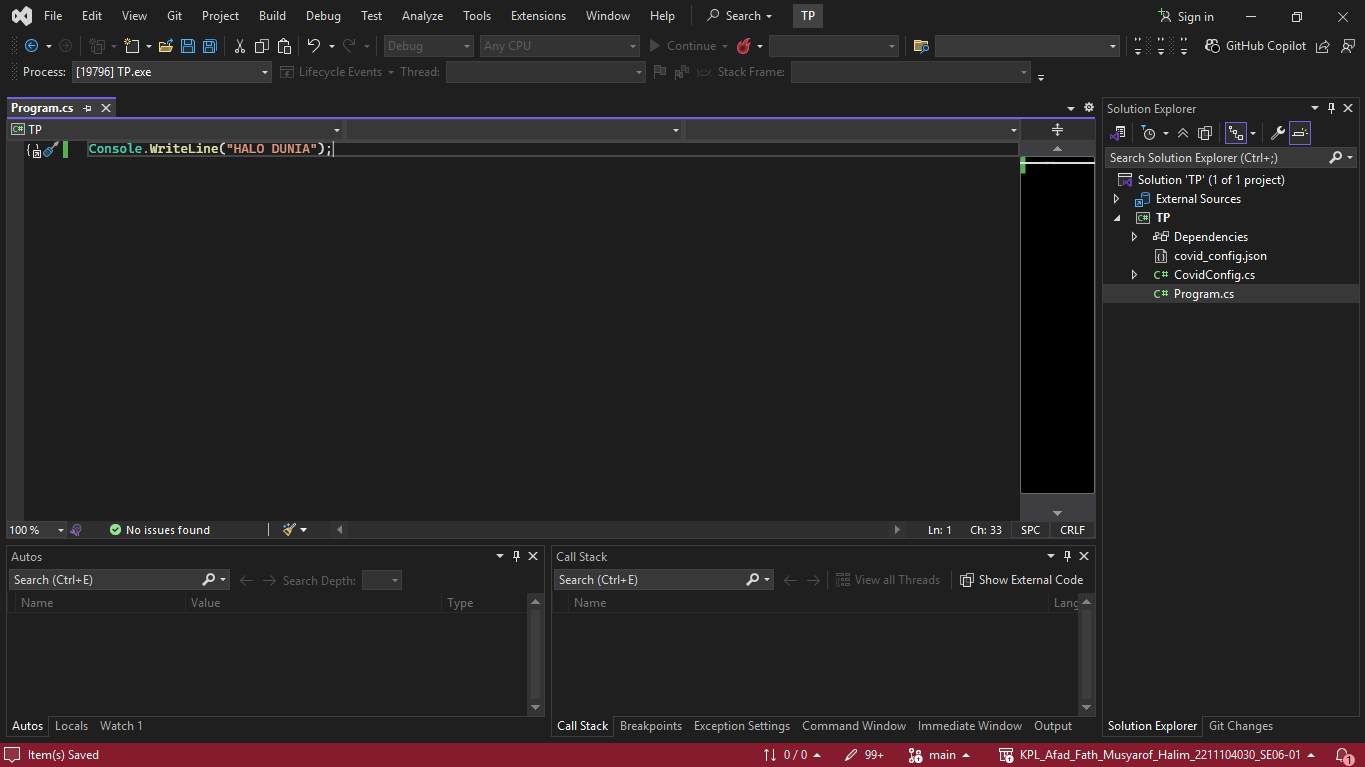 File Edit View Git Project Build Debug Test Analyze Tools Extensions Window Help Search TP Sign in
Debug Any CPU Continue GitHub Copilot
Process: [19796] TP.exe Lifecycle Events Thread: Stack Frame:
Program.cs
TP
Console.WriteLine("HALO DUNIA");
100 % No issues found Ln: 1 Ch: 33 SPC CRLF
Autos
Search (Ctrl+E) Search Depth:
Name Value Type
Autos Locals Watch 1
Call Stack
Search (Ctrl+E) View all Threads Show External Code
Name Lang
Call Stack Breakpoints Exception Settings Command Window Immediate Window Output
Solution Explorer
Search Solution Explorer (Ctrl+;)
Solution 'TP' (1 of 1 project)
External Sources
C# TP
Dependencies
covid_config.json
C# CovidConfig.cs
C# Program.cs
Solution Explorer Git Changes
Item(s) Saved 0 / 0 99+ main KPL_Afad_Fath_Musyarof_Halim_2211104030_SE06-01 1